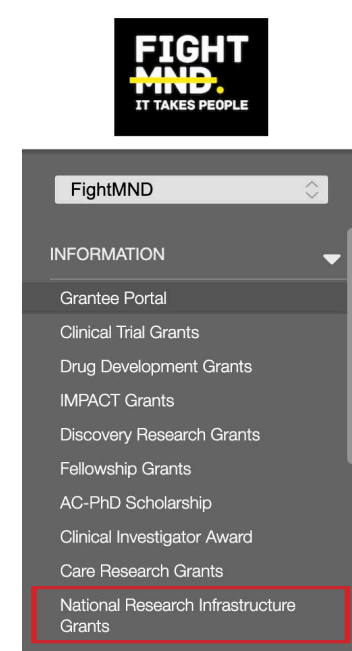 FIGHT
MND.
IT TAKES PEOPLE
FightMND
INFORMATION
Grantee Portal
Clinical Trial Grants
Drug Development Grants
IMPACT Grants
Discovery Research Grants
Fellowship Grants
AC-PhD Scholarship
Clinical Investigator Award
Care Research Grants
National Research Infrastructure
Grants